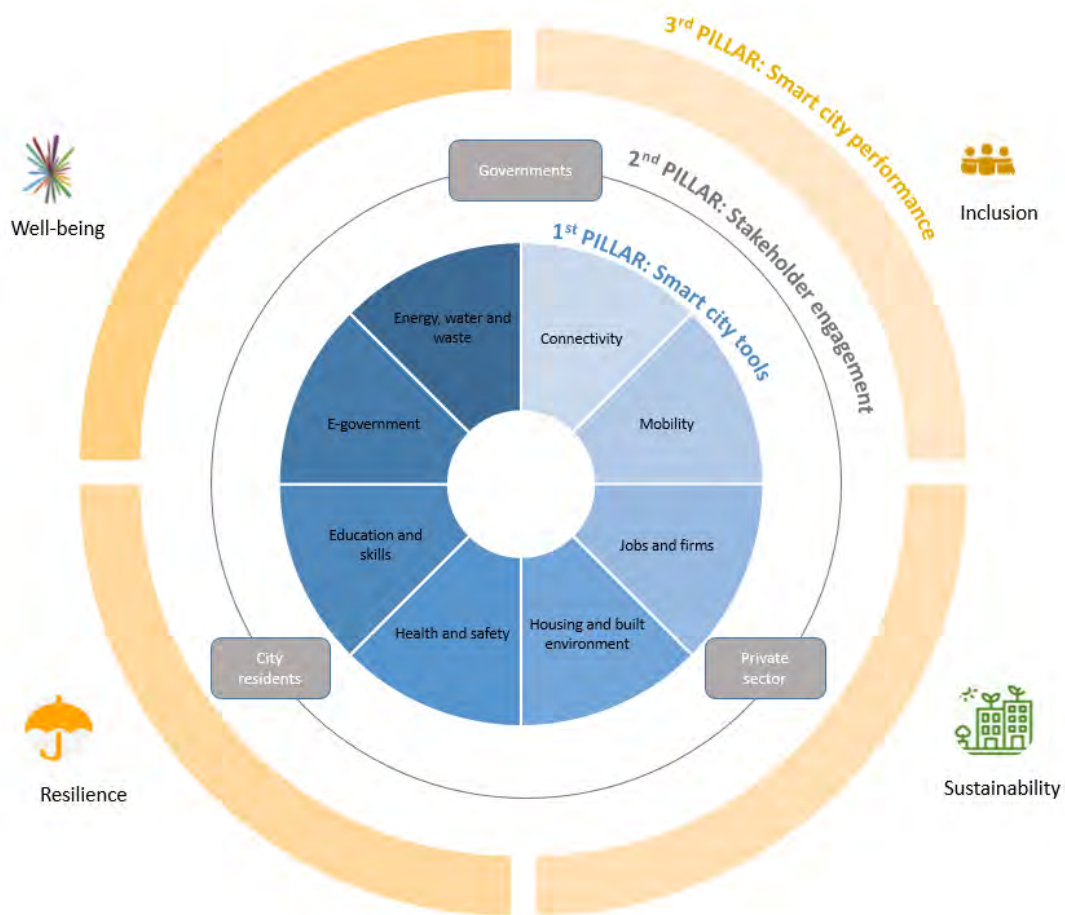 3rd PILLAR: Smart city performance
2nd PILLAR: Stakeholder engagement
1st PILLAR: Smart city tools
Governments
Well-being
Inclusion
Energy, water and
waste
Connectivity
E-government
Mobility
Education and
skills
Jobs and firms
Health and safety
Housing and built
environment
City
residents
Private
sector
Resilience
Sustainability